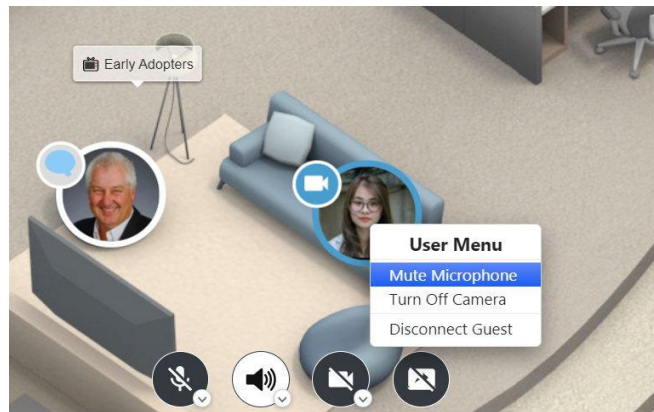 Early Adopters
User Menu
Mute Microphone
Turn Off Camera
Disconnect Guest